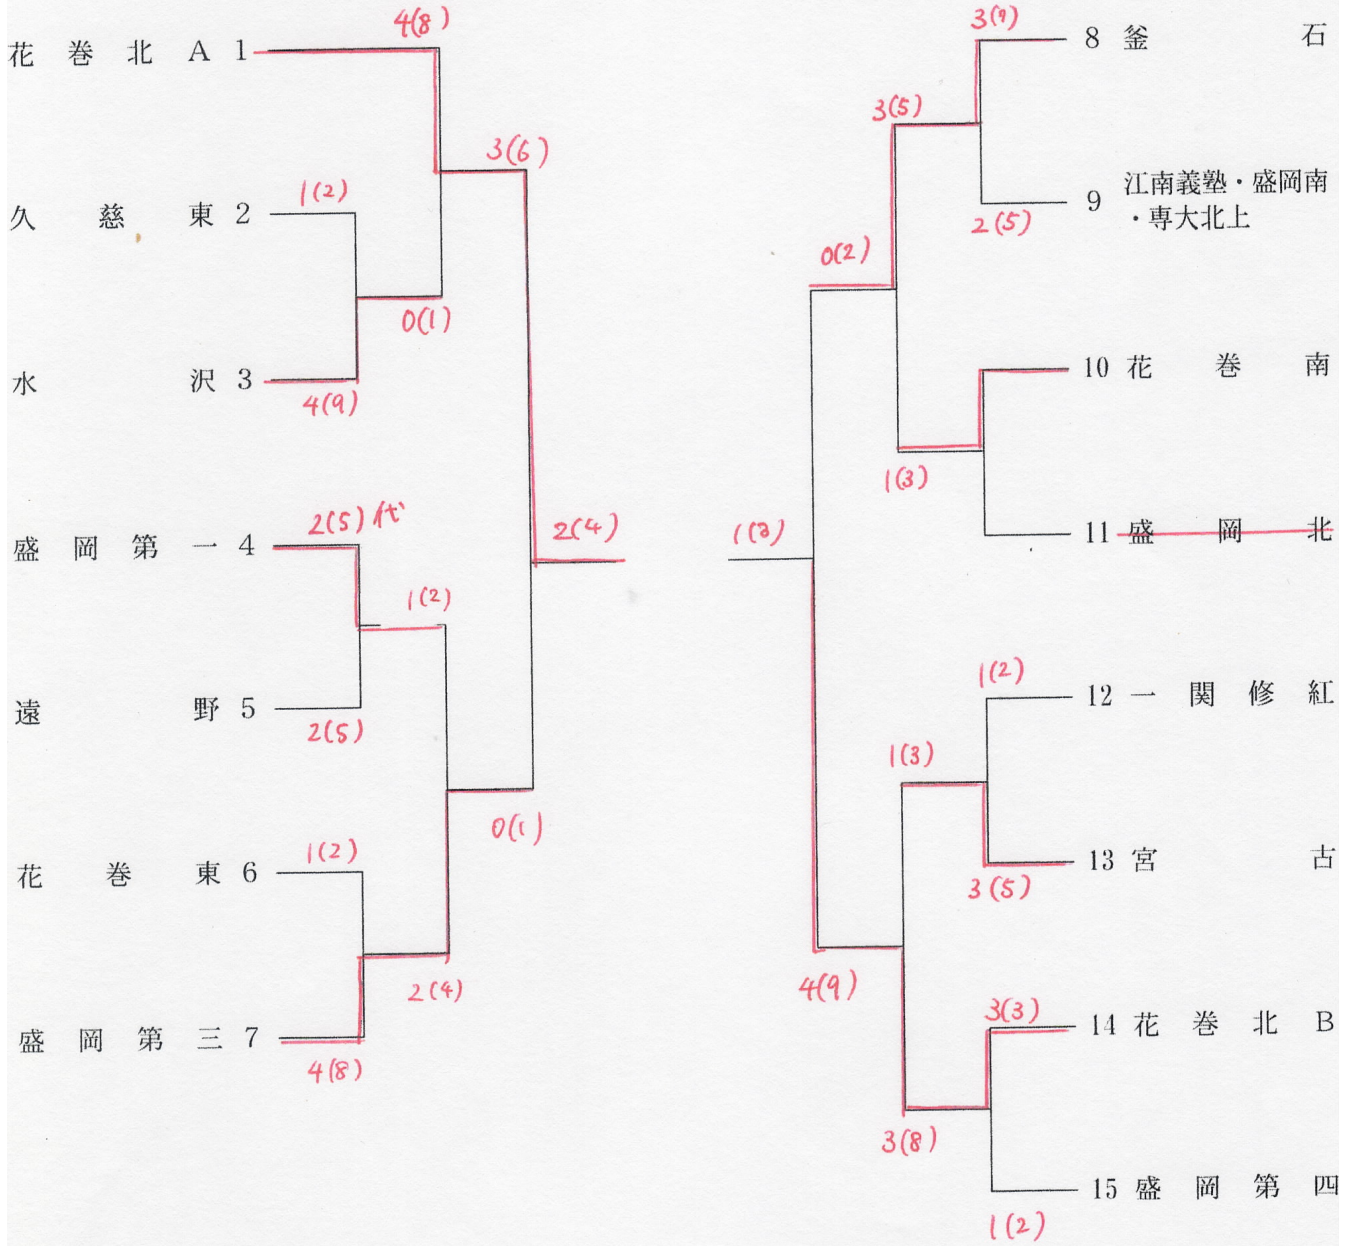 4(8)
花巻北A 1
3(6)
久慈東 2
1(2)
0(1)
水沢 3
4(9)
盛岡第一 4
2(5)代
2(4)
1(2)
遠野 5
2(5)
0(1)
花巻東 6
1(2)
2(4)
盛岡第三 7
4(8)
8 釜石
3(5)
9 江南義塾・盛岡南
・専大北上
2(5)
0(2)
10 花巻南
1(3)
11 盛岡北
12 一関修紅
1(2)
1(3)
13 宮古
3(5)
4(9)
14 花巻北B
3(3)
3(8)
15 盛岡第四
1(2)